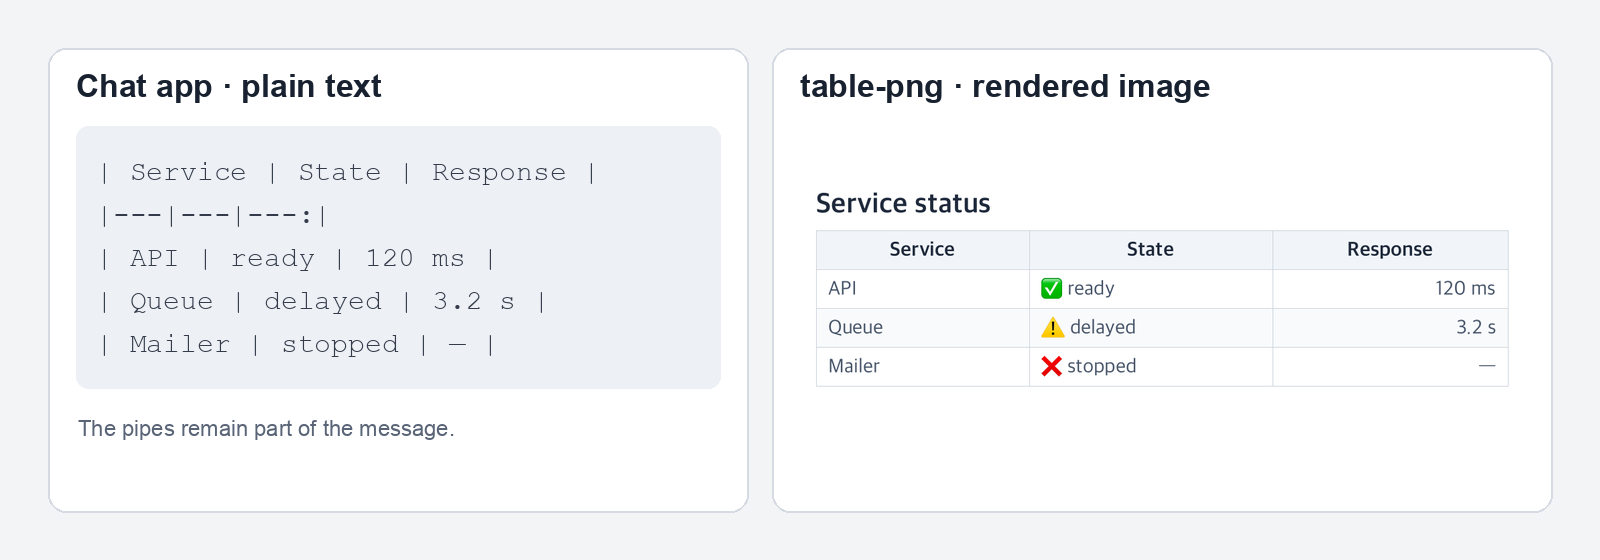 Chat app · plain text
| Service | State | Response |
|---|---|---:|
| API | ready | 120 ms |
| Queue | delayed | 3.2 s |
| Mailer | stopped | — |
The pipes remain part of the message.
table-png · rendered image
Service status
Service State Response
API ✅ ready 120 ms
Queue ⚠️ delayed 3.2 s
Mailer ❌ stopped —